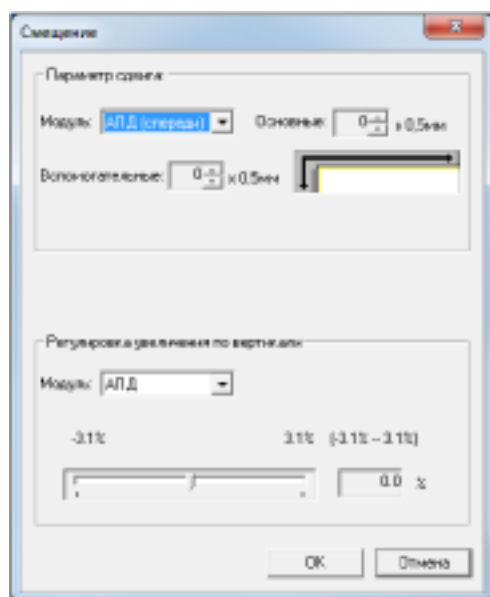 Смещение
Параметр сдвига
Модуль: АПД (спереди) Основные: 0 x 0,5мм
Вспомогательные: 0 x 0.5мм
Регулировка увеличения по вертикали
Модуль: АПД
-3.1% 3.1% (-3.1% -- 3.1%)
0.0 %
OK Отмена